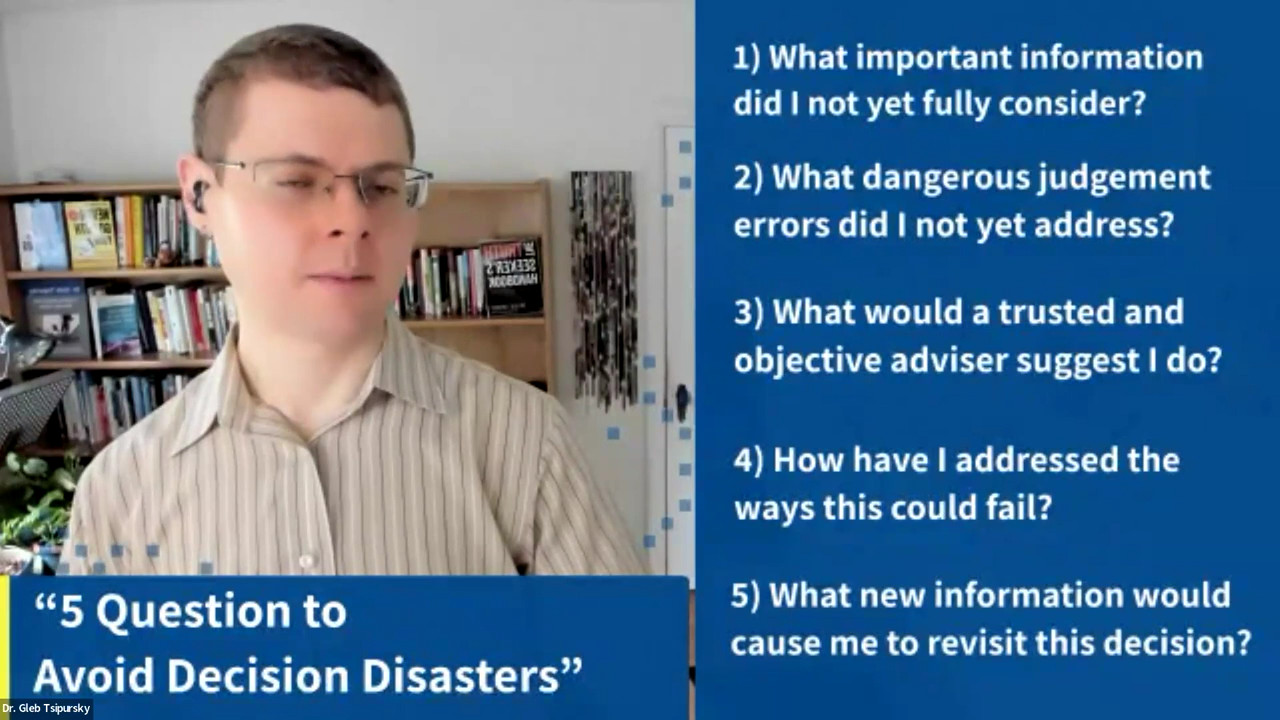 1) What important information
did I not yet fully consider?
2) What dangerous judgement
errors did I not yet address?
3) What would a trusted and
objective adviser suggest I do?
4) How have I addressed the
ways this could fail?
5) What new information would
cause me to revisit this decision?
“5 Question to
Avoid Decision Disasters”
Dr. Gleb Tsipursky
SEEKER'S
HANDBOOK